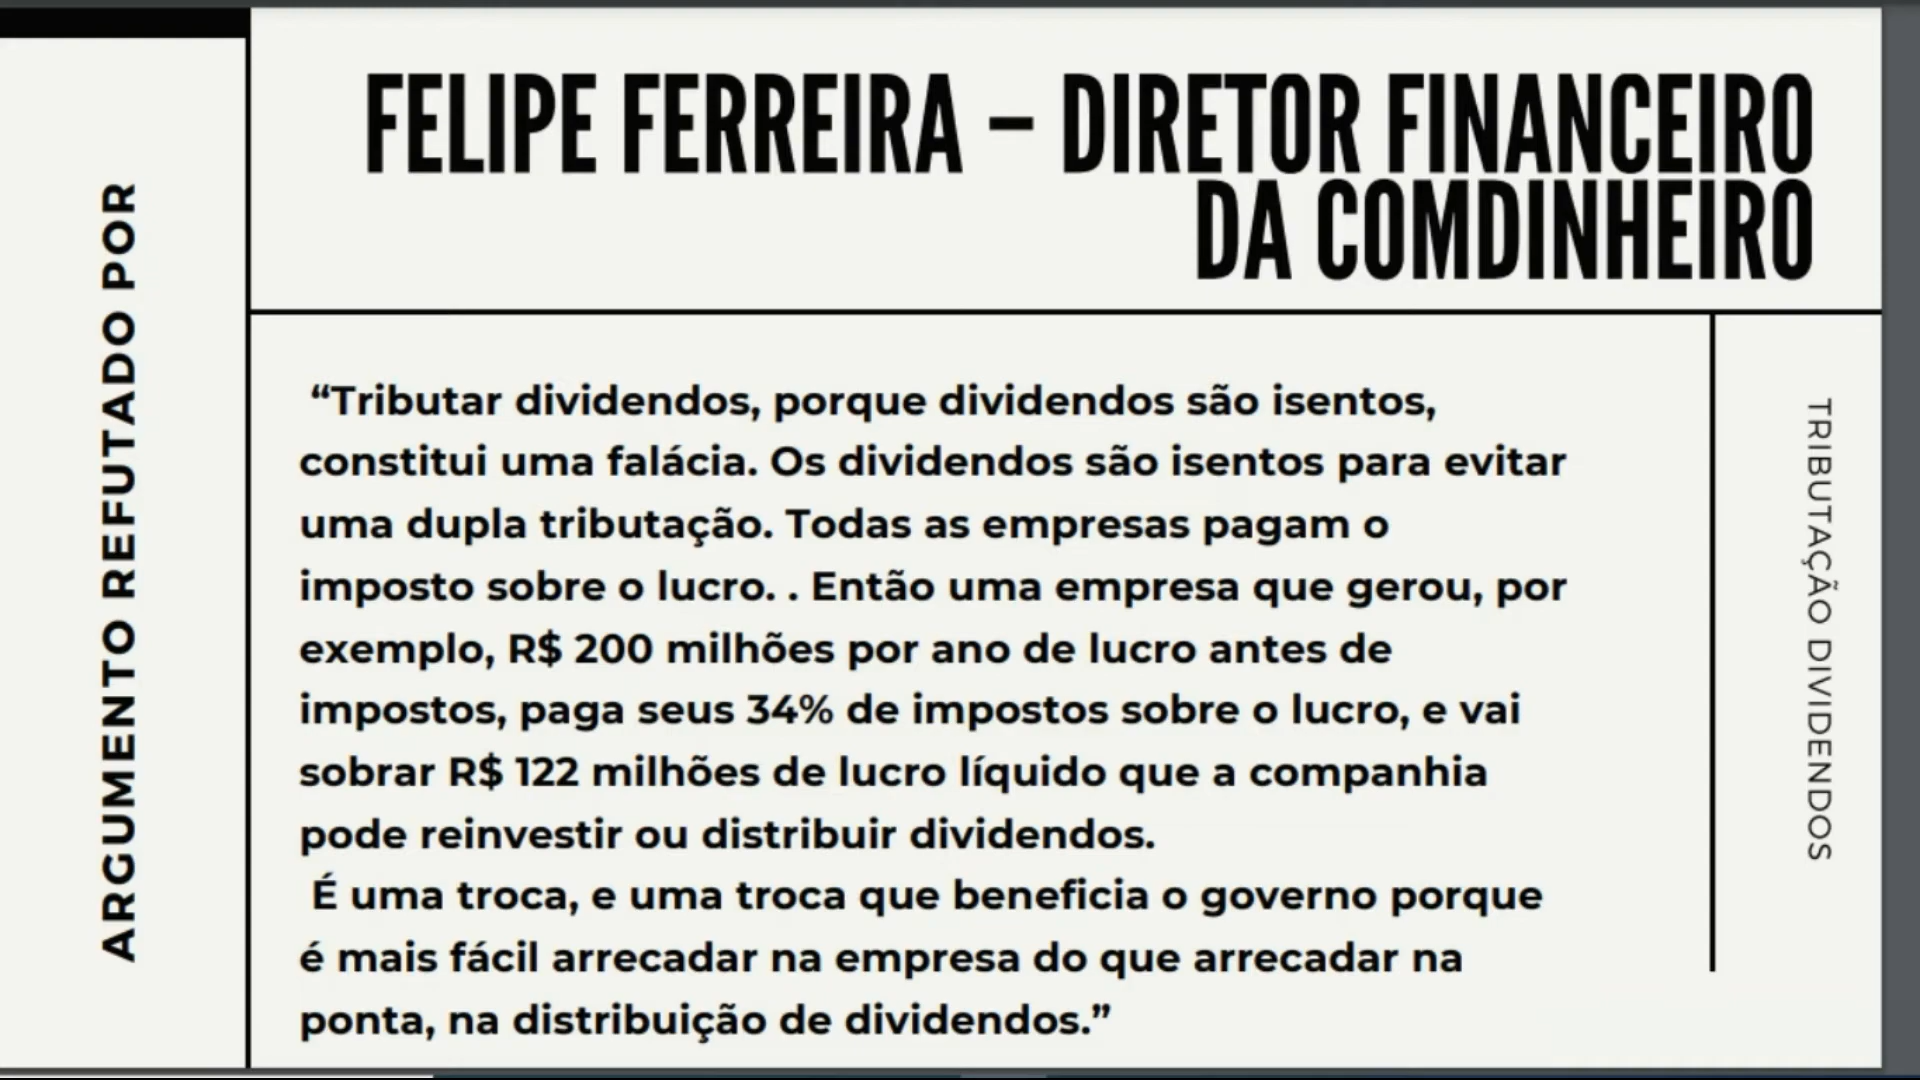 ARGUMENTO REFUTADO POR
FELIPE FERREIRA – DIRETOR FINANCEIRO
DA COMDINHEIRO
“Tributar dividendos, porque dividendos são isentos,
constitui uma falácia. Os dividendos são isentos para evitar
uma dupla tributação. Todas as empresas pagam o
imposto sobre o lucro. . Então uma empresa que gerou, por
exemplo, R$ 200 milhões por ano de lucro antes de
impostos, paga seus 34% de impostos sobre o lucro, e vai
sobrar R$ 122 milhões de lucro líquido que a companhia
pode reinvestir ou distribuir dividendos.
É uma troca, e uma troca que beneficia o governo porque
é mais fácil arrecadar na empresa do que arrecadar na
ponta, na distribuição de dividendos.”
TRIBUTAÇÃO DIVIDENDOS